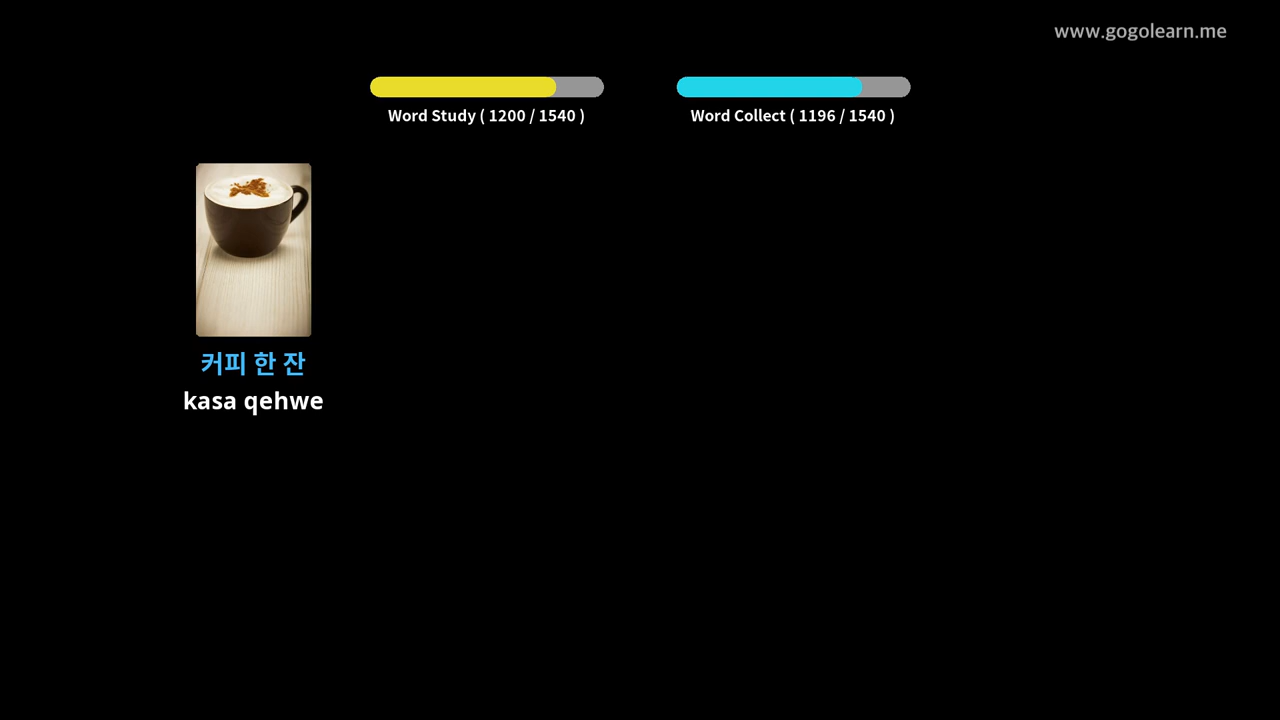 www.gogolearn.me
Word Study ( 1200 / 1540 )
Word Collect ( 1196 / 1540 )
커피 한 잔
kasa qehwe